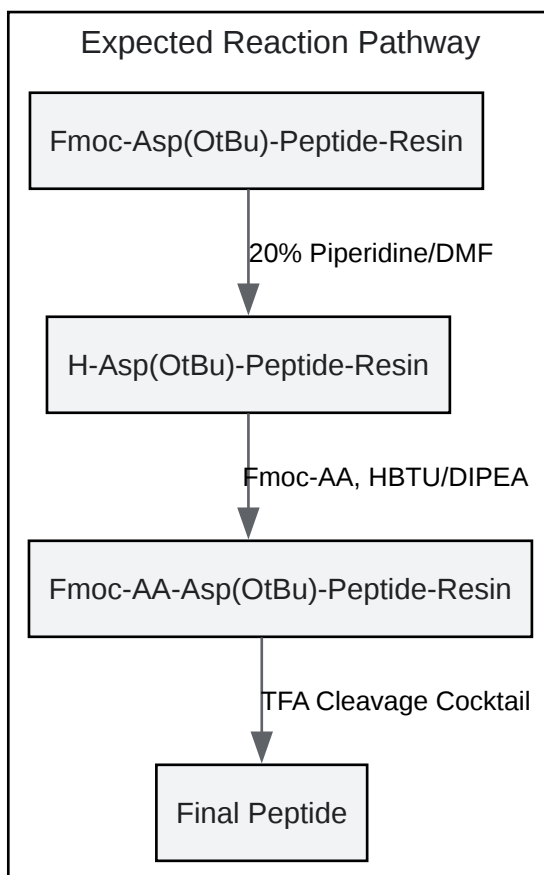 Expected Reaction Pathway
Fmoc-Asp(OtBu)-Peptide-Resin
20% Piperidine/DMF
H-Asp(OtBu)-Peptide-Resin
Fmoc-AA, HBTU/DIPEA
Fmoc-AA-Asp(OtBu)-Peptide-Resin
TFA Cleavage Cocktail
Final Peptide